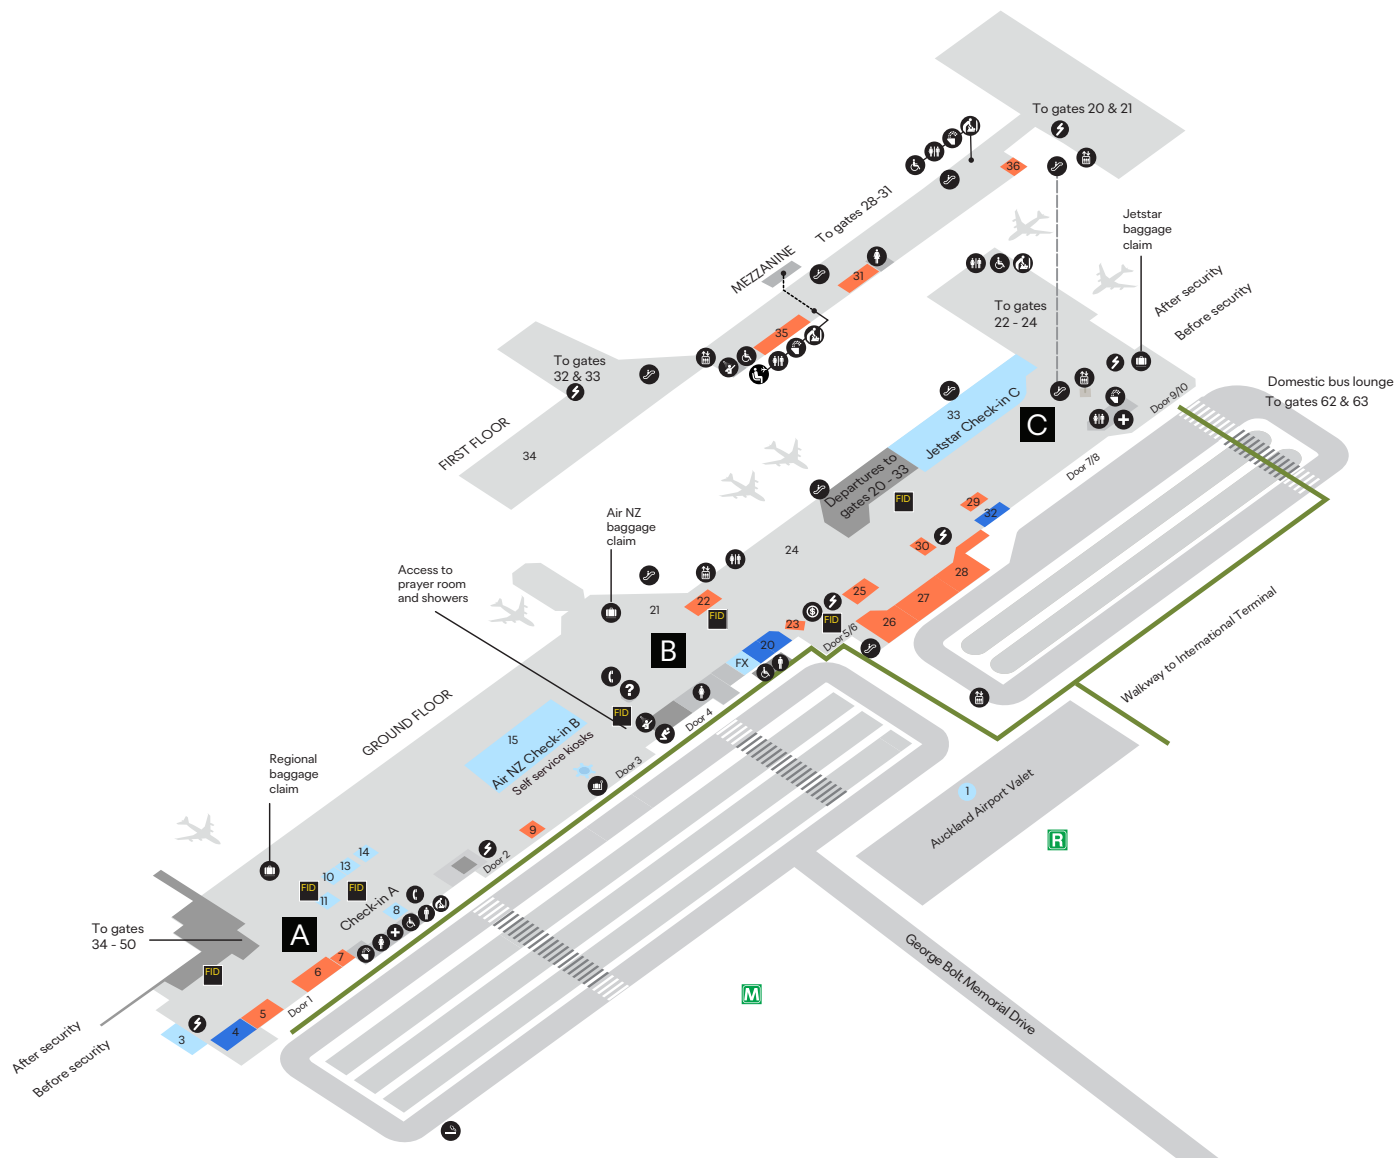 To gates 20 & 21
36
To gates 28-31
Jetstar
baggage
claim
MEZZANINE
31
After security
Before security
To gates
22 - 24
35
To gates
32 & 33
Domestic bus lounge
To gates 62 & 63
Door 9/10
33
Jetstar Check-in C
C
FIRST FLOOR
34
Door 7/8
Departures to
gates 20 - 33
FID
29
32
Air NZ
baggage
claim
24
30
28
Access to
prayer room
and showers
25
27
22
21
FID
23
FID
26
Door 5/6
B
20
FX
Walkway to International Terminal
?
GROUND FLOOR
FID
Door 4
15
Air NZ Check-in B
Self service kiosks
Door 3
Regional
baggage
claim
1
Auckland Airport Valet
R
9
Door 2
14
13
10
FID
FID
11
Check-in A
8
A
To gates
34 - 50
7
6
FID
M
George Bolt Memorial Drive
Door 1
5
4
3
After security
Before security